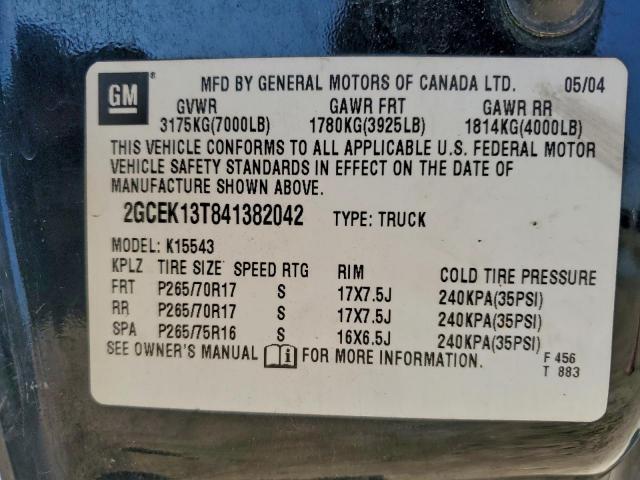 GM ® MFD BY GENERAL MOTORS OF CANADA LTD. 05/04
GVWR GAWR FRT GAWR RR
3175KG(7000LB) 1780KG(3925LB) 1814KG(4000LB)
THIS VEHICLE CONFORMS TO ALL APPLICABLE U.S. FEDERAL MOTOR
VEHICLE SAFETY STANDARDS IN EFFECT ON THE DATE OF
MANUFACTURE SHOWN ABOVE.
2GCEK13T841382042 TYPE: TRUCK
MODEL: K15543
KPLZ TIRE SIZE SPEED RTG RIM COLD TIRE PRESSURE
FRT P265/70R17 S 17X7.5J 240KPA(35PSI)
RR P265/70R17 S 17X7.5J 240KPA(35PSI)
SPA P265/75R16 S 16X6.5J 240KPA(35PSI)
SEE OWNER'S MANUAL i FOR MORE INFORMATION. F 456
T 883